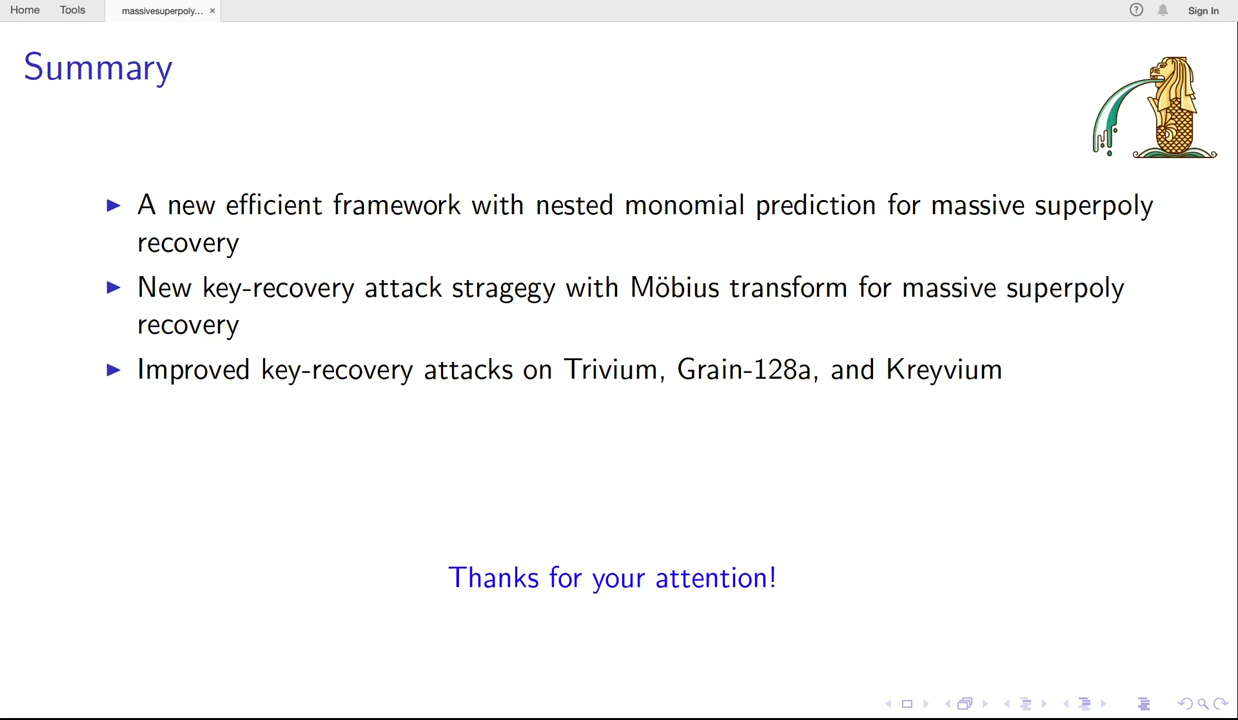 Home Tools massivesuperpoly... × ? Sign In
Summary
▶ A new efficient framework with nested monomial prediction for massive superpoly
recovery
▶ New key-recovery attack stragegy with Möbius transform for massive superpoly
recovery
▶ Improved key-recovery attacks on Trivium, Grain-128a, and Kreyvium
Thanks for your attention!